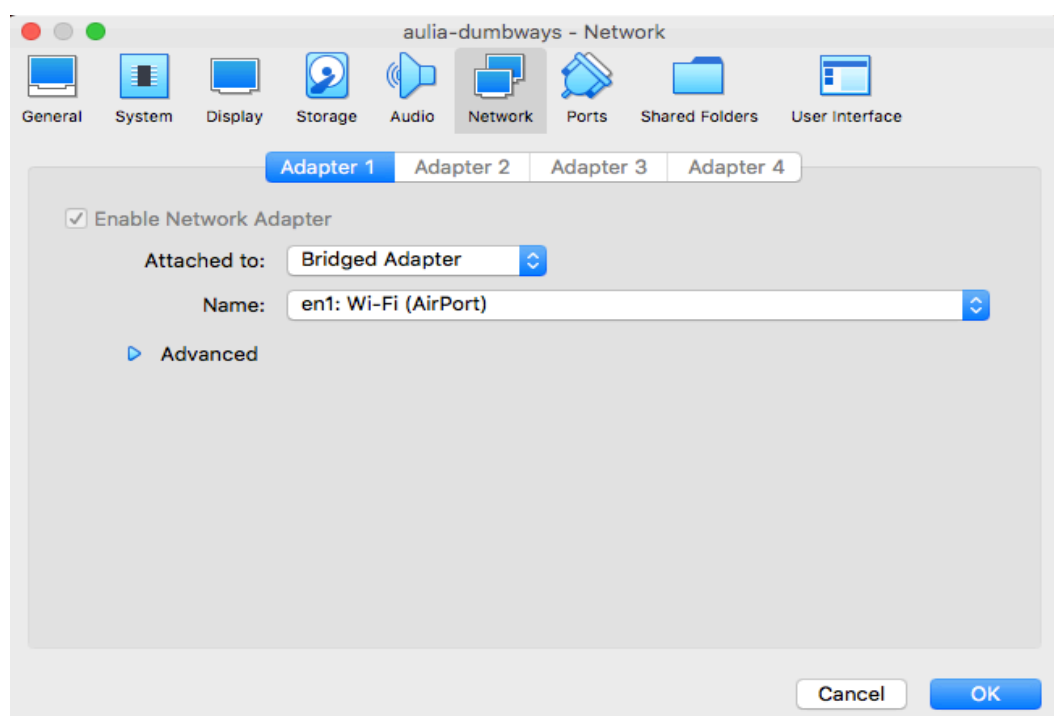 aulia-dumbways - Network
General System Display Storage Audio Network Ports Shared Folders User Interface
Adapter 1 Adapter 2 Adapter 3 Adapter 4
Enable Network Adapter
Attached to: Bridged Adapter
Name: en1: Wi-Fi (AirPort)
Advanced
Cancel OK